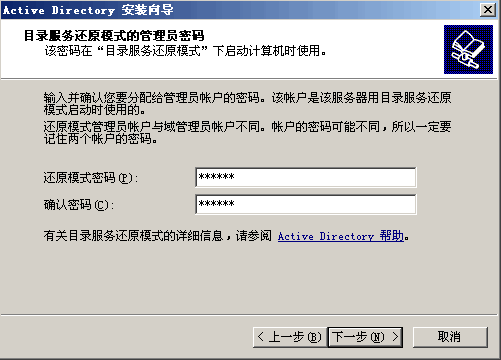 Active Directory 安装向导
目录服务还原模式的管理员密码
该密码在“目录服务还原模式”下启动计算机时使用。
输入并确认您要分配给管理员帐户的密码。该帐户是该服务器用目录服务还原
模式启动时使用的。
还原模式管理员帐户与域管理员帐户不同。帐户的密码可能不同，所以一定要
记住两个帐户的密码。
还原模式密码(P): ******
确认密码(C): ******
有关目录服务还原模式的详细信息，请参阅 Active Directory 帮助。
< 上一步(B) 下一步(N) > 取消